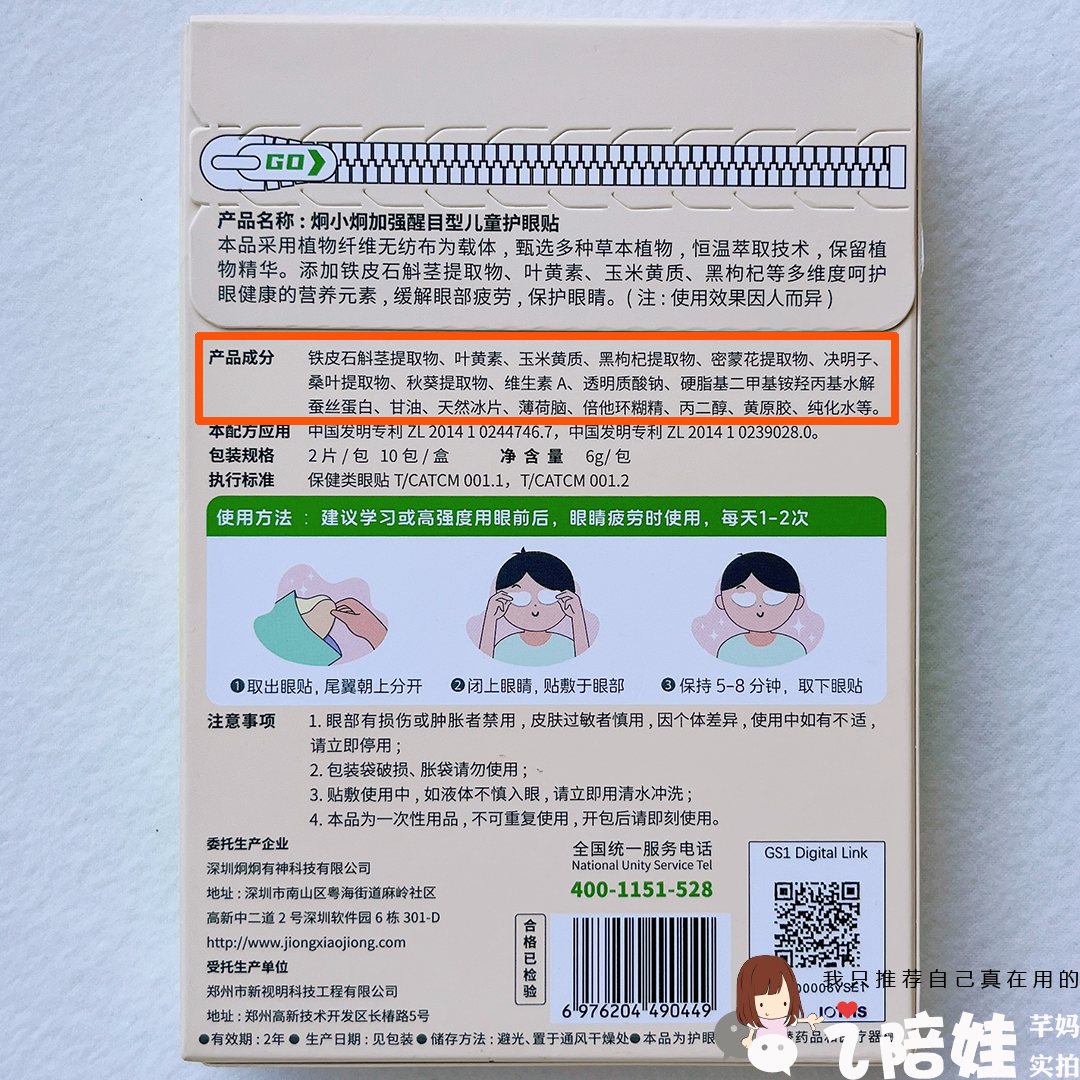 GO
产品名称：炯小炯加强醒目型儿童护眼贴
本品采用植物纤维无纺布为载体，甄选多种草本植物，恒温萃取技术，保留植
物精华。添加铁皮石斛茎提取物、叶黄素、玉米黄质、黑枸杞等多维度呵护
眼健康的营养元素，缓解眼部疲劳，保护眼睛。(注：使用效果因人而异)
产品成分 铁皮石斛茎提取物、叶黄素、玉米黄质、黑枸杞提取物、密蒙花提取物、决明子、
桑叶提取物、秋葵提取物、维生素 A、透明质酸钠、硬脂基二甲基铵羟丙基水解
蚕丝蛋白、甘油、天然冰片、薄荷脑、倍他环糊精、丙二醇、黄原胶、纯化水等。
本配方应用 中国发明专利 ZL 2014 1 0244746.7，中国发明专利 ZL 2014 1 0239028.0。
包装规格 2 片 / 包 10 包 / 盒 净含量 6g/ 包
执行标准 保健类眼贴 T/CATCM 001.1，T/CATCM 001.2
使用方法 ： 建议学习或高强度用眼前后，眼睛疲劳时使用，每天1-2次
❶取出眼贴，尾翼朝上分开 ❷闭上眼睛，贴敷于眼部 ❸保持 5-8 分钟，取下眼贴
注意事项 1. 眼部有损伤或肿胀者禁用，皮肤过敏者慎用，因个体差异，使用中如有不适，
请立即停用；
2. 包装袋破损、胀袋请勿使用；
3. 贴敷使用中，如液体不慎入眼，请立即用清水冲洗；
4. 本品为一次性用品，不可重复使用，开包后请即刻使用。
委托生产企业
深圳炯炯有神科技有限公司
地址：深圳市南山区粤海街道麻岭社区
高新中二道 2 号深圳软件园 6 栋 301-D
http://www.jiongxiaojiong.com
受托生产单位
郑州市新视明科技工程有限公司
地址：郑州高新技术开发区长椿路5号
全国统一服务电话
National Unity Service Tel
400-1151-528
合格已检验
6 976204 490449
GS1 Digital Link
●有效期：2年 ● 生产日期：见包装 ● 储存方法：避光、置于通风干燥处 ●本品为护眼
我只推荐自己真在用的
飞陪娃
芊妈
实拍